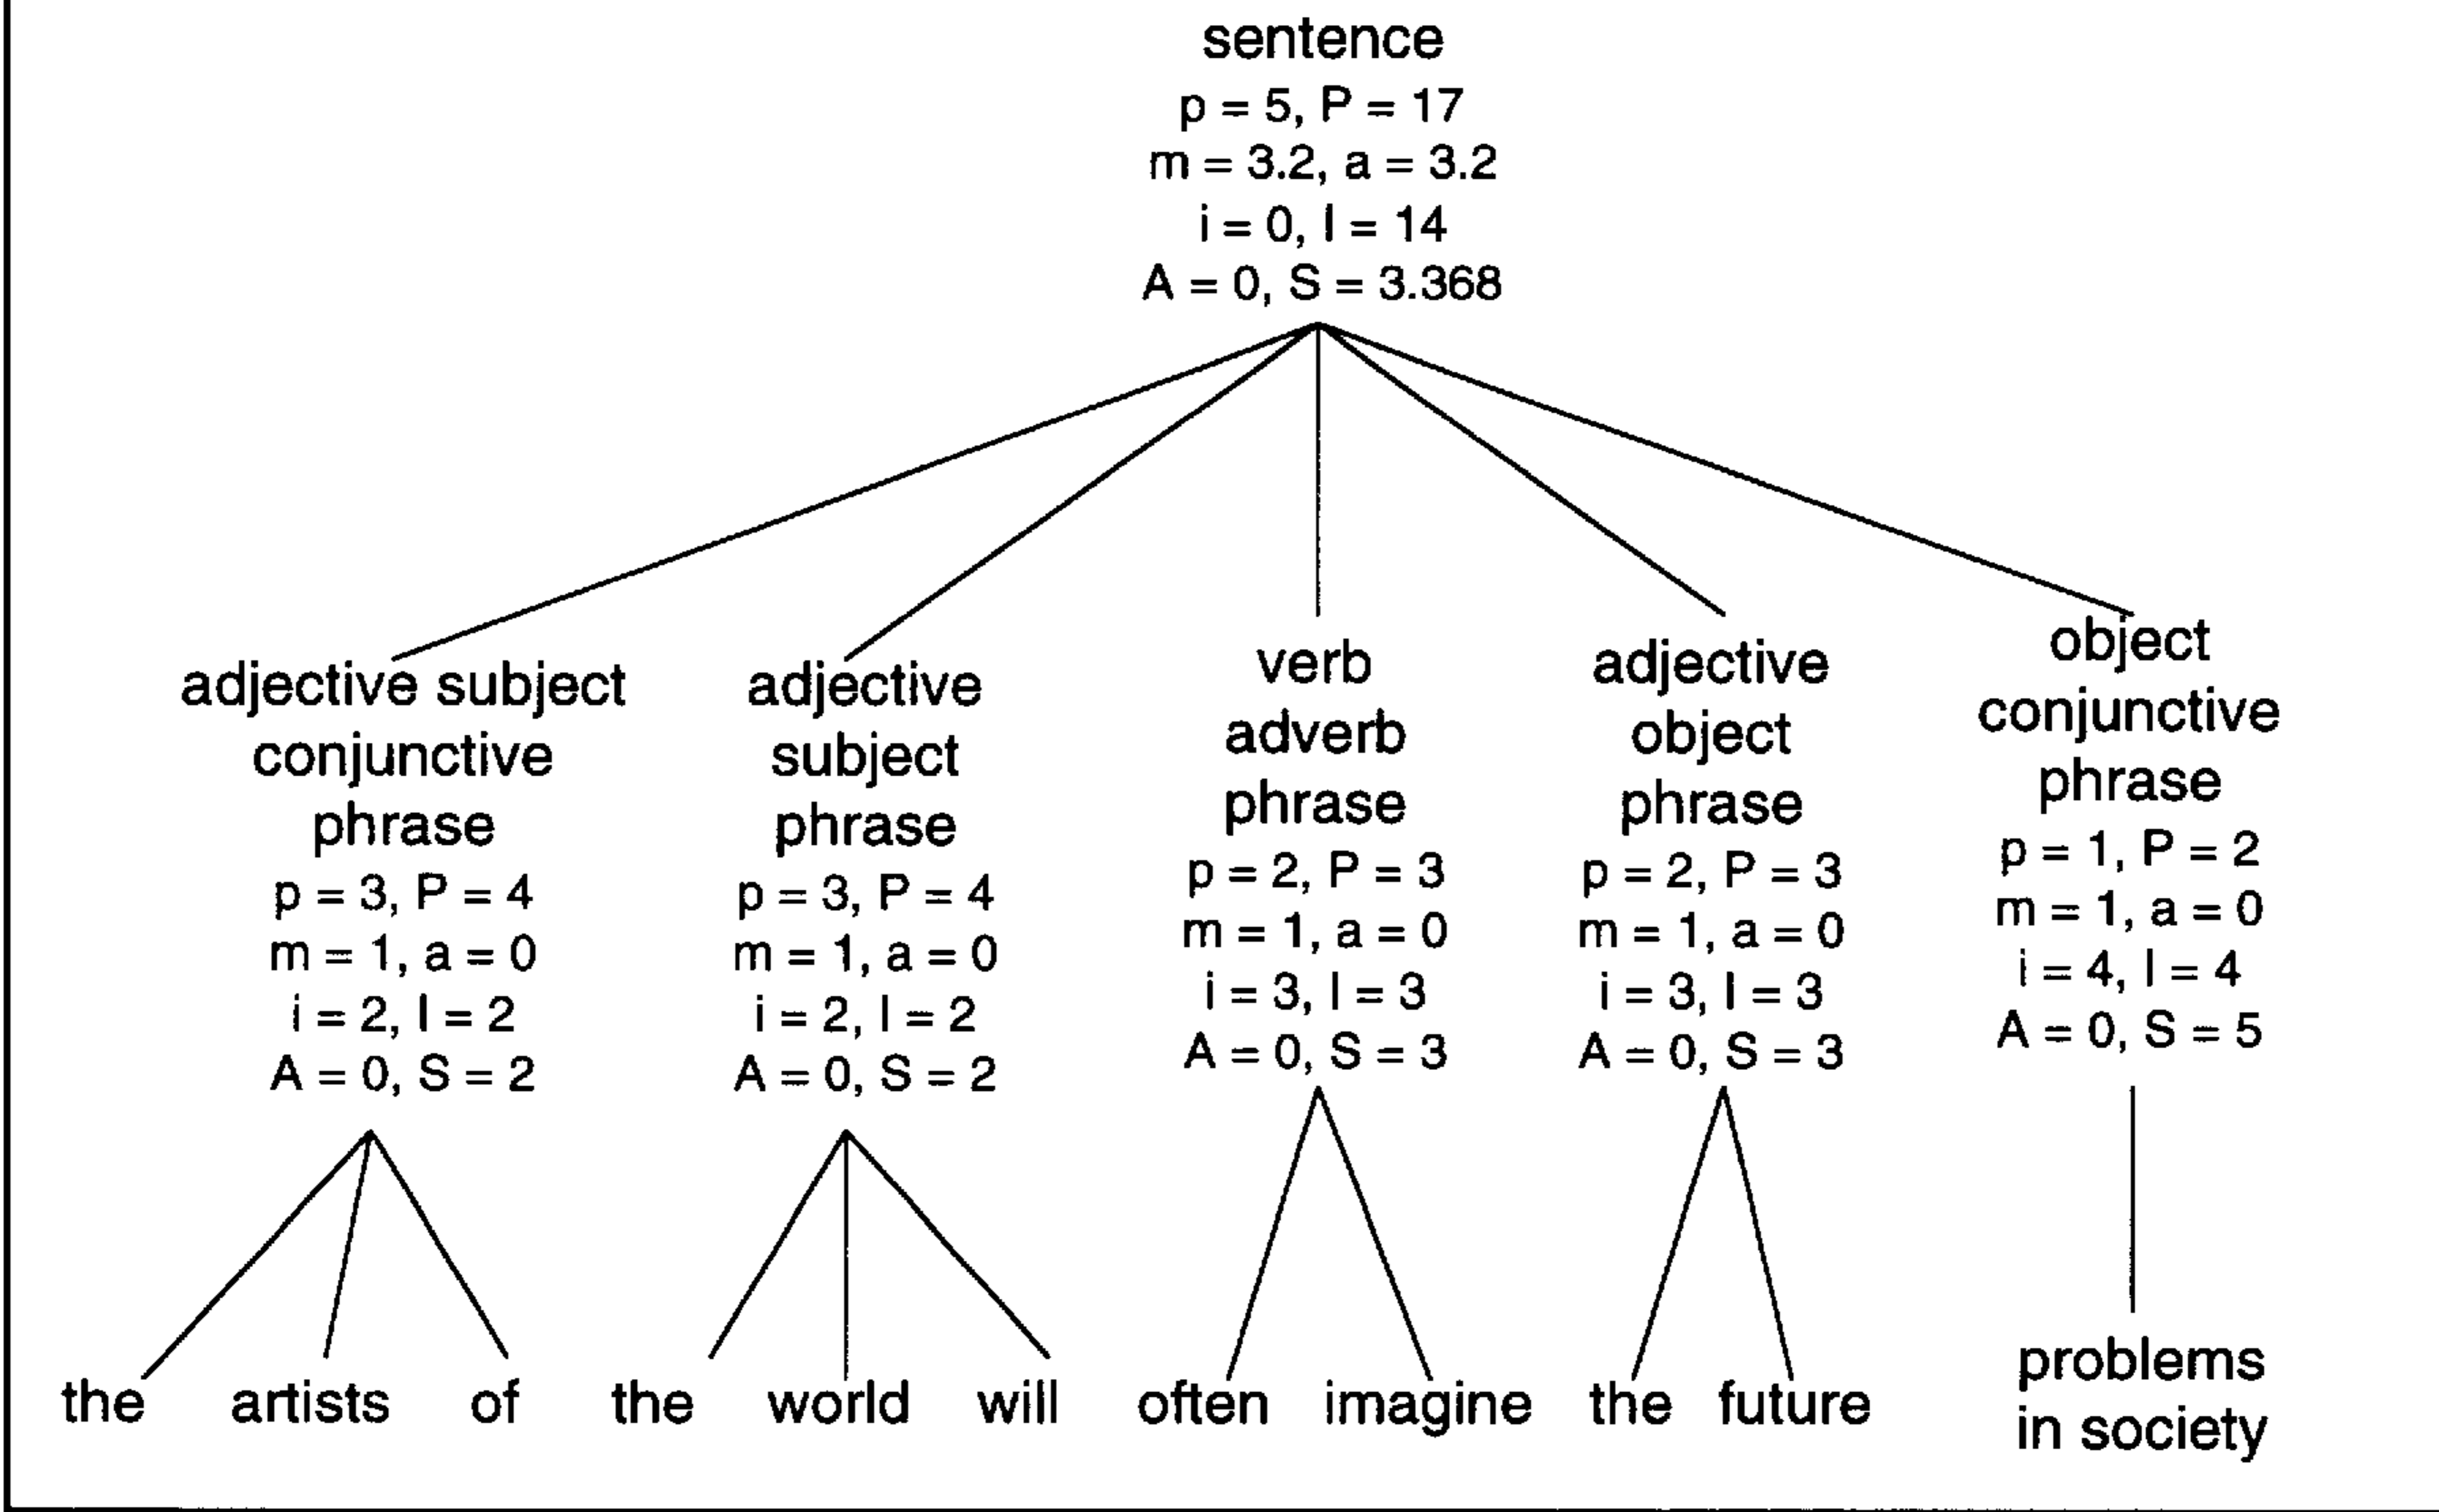 sentence
p = 5, P = 17
m = 3.2, a = 3.2
i = 0, I = 14
A = 0, S = 3.368
adjective subject
conjunctive
phrase
p = 3, P = 4
m = 1, a = 0
i = 2, I = 2
A = 0, S = 2
adjective
subject
phrase
p = 3, P = 4
m = 1, a = 0
i = 2, I = 2
A = 0, S = 2
verb
adverb
phrase
p = 2, P = 3
m = 1, a = 0
i = 3, I = 3
A = 0, S = 3
adjective
object
phrase
p = 2, P = 3
m = 1, a = 0
i = 3, I = 3
A = 0, S = 3
object
conjunctive
phrase
p = 1, P = 2
m = 1, a = 0
i = 4, I = 4
A = 0, S = 5
the artists of the world will often imagine the future
problems
in society